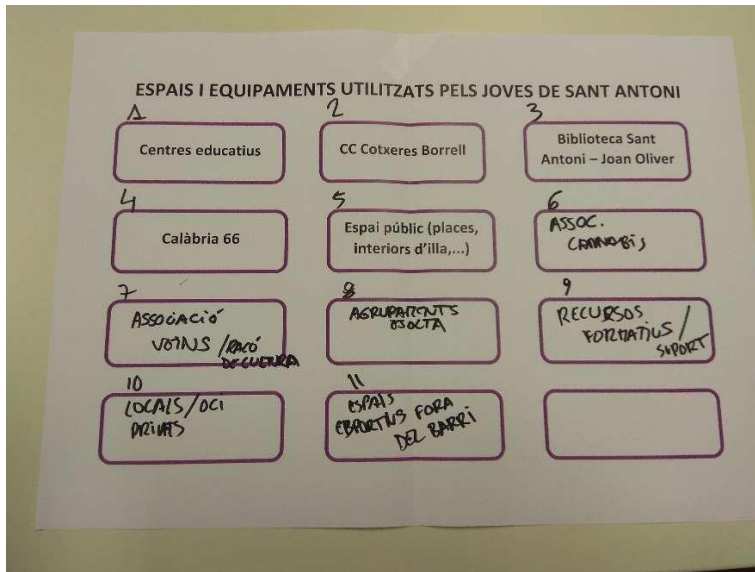 ESPAIS I EQUIPAMENTS UTILITZATS PELS JOVES DE SANT ANTONI
1
Centres educatius
2
CC Cotxeres Borrell
3
Biblioteca Sant
Antoni – Joan Oliver
4
Calàbria 66
5
Espai públic (places,
interiors d'illa,...)
6
ASSOC.
CANNABIS
7
ASSOCIACIÓ
VEÏNS / RACÓ
DE CUENTRA
8
AGRUPAMENTS
ESCOLTA
9
RECURSOS
FORMATIUS /
SUPORT
10
LOCALS / OCI
PRIVATS
11
ESPAIS
ESPORTIUS FORA
DEL BARRI